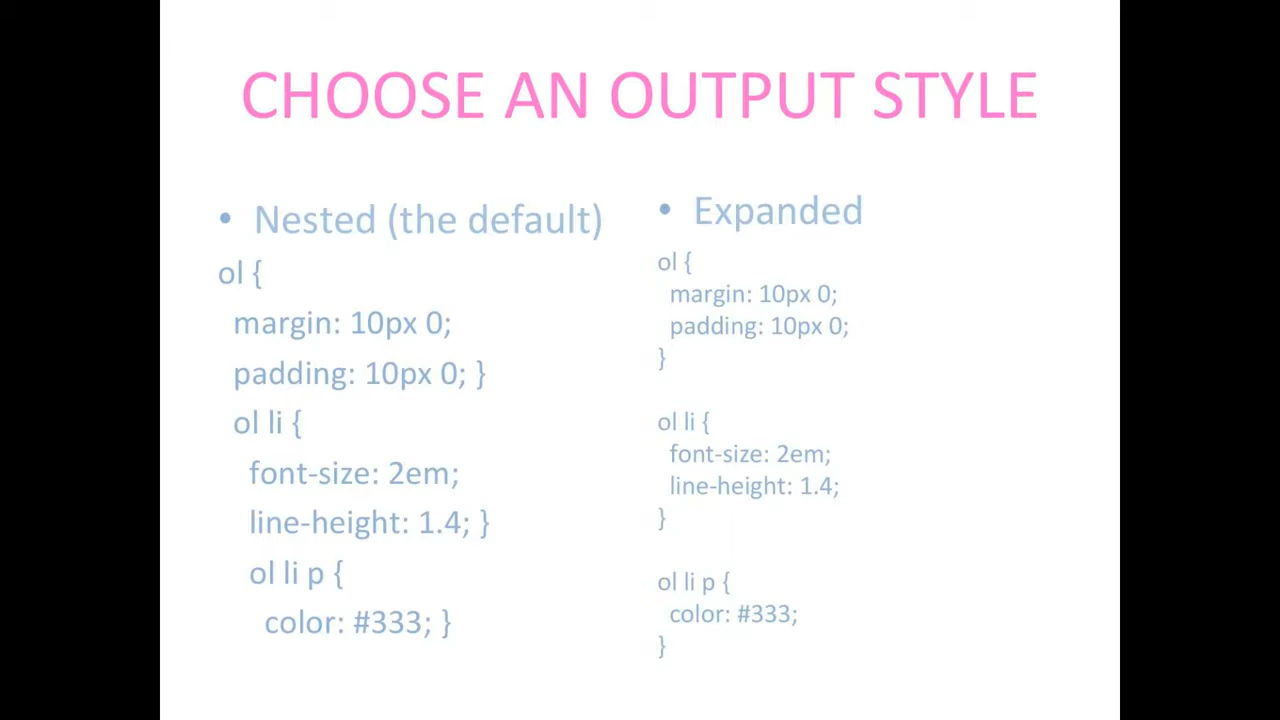 CHOOSE AN OUTPUT STYLE
• Nested (the default)
ol {
margin: 10px 0;
padding: 10px 0; }
ol li {
font-size: 2em;
line-height: 1.4; }
ol li p {
color: #333; }
• Expanded
ol {
margin: 10px 0;
padding: 10px 0;
}
ol li {
font-size: 2em;
line-height: 1.4;
}
ol li p {
color: #333;
}